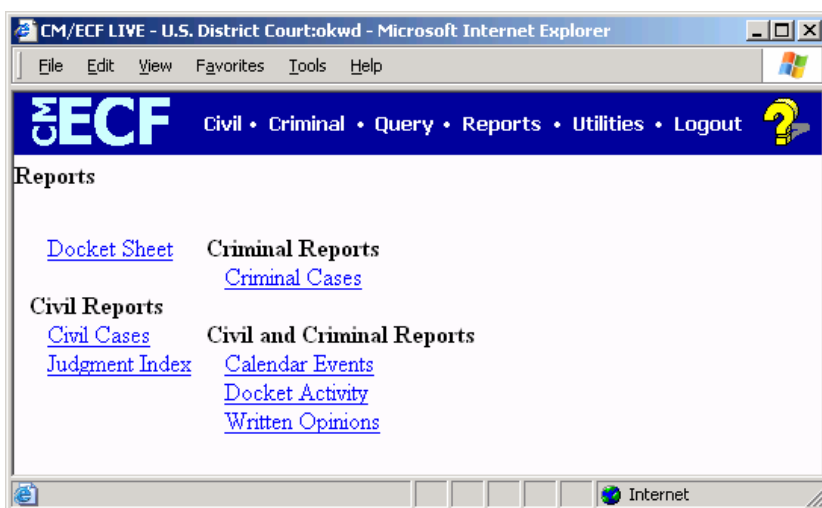 CM/ECF LIVE - U.S. District Court:okwd - Microsoft Internet Explorer
File Edit View Favorites Tools Help
CM ECF Civil • Criminal • Query • Reports • Utilities • Logout ?
Reports
Docket Sheet
Criminal Reports
Criminal Cases
Civil Reports
Civil Cases
Judgment Index
Civil and Criminal Reports
Calendar Events
Docket Activity
Written Opinions
Internet